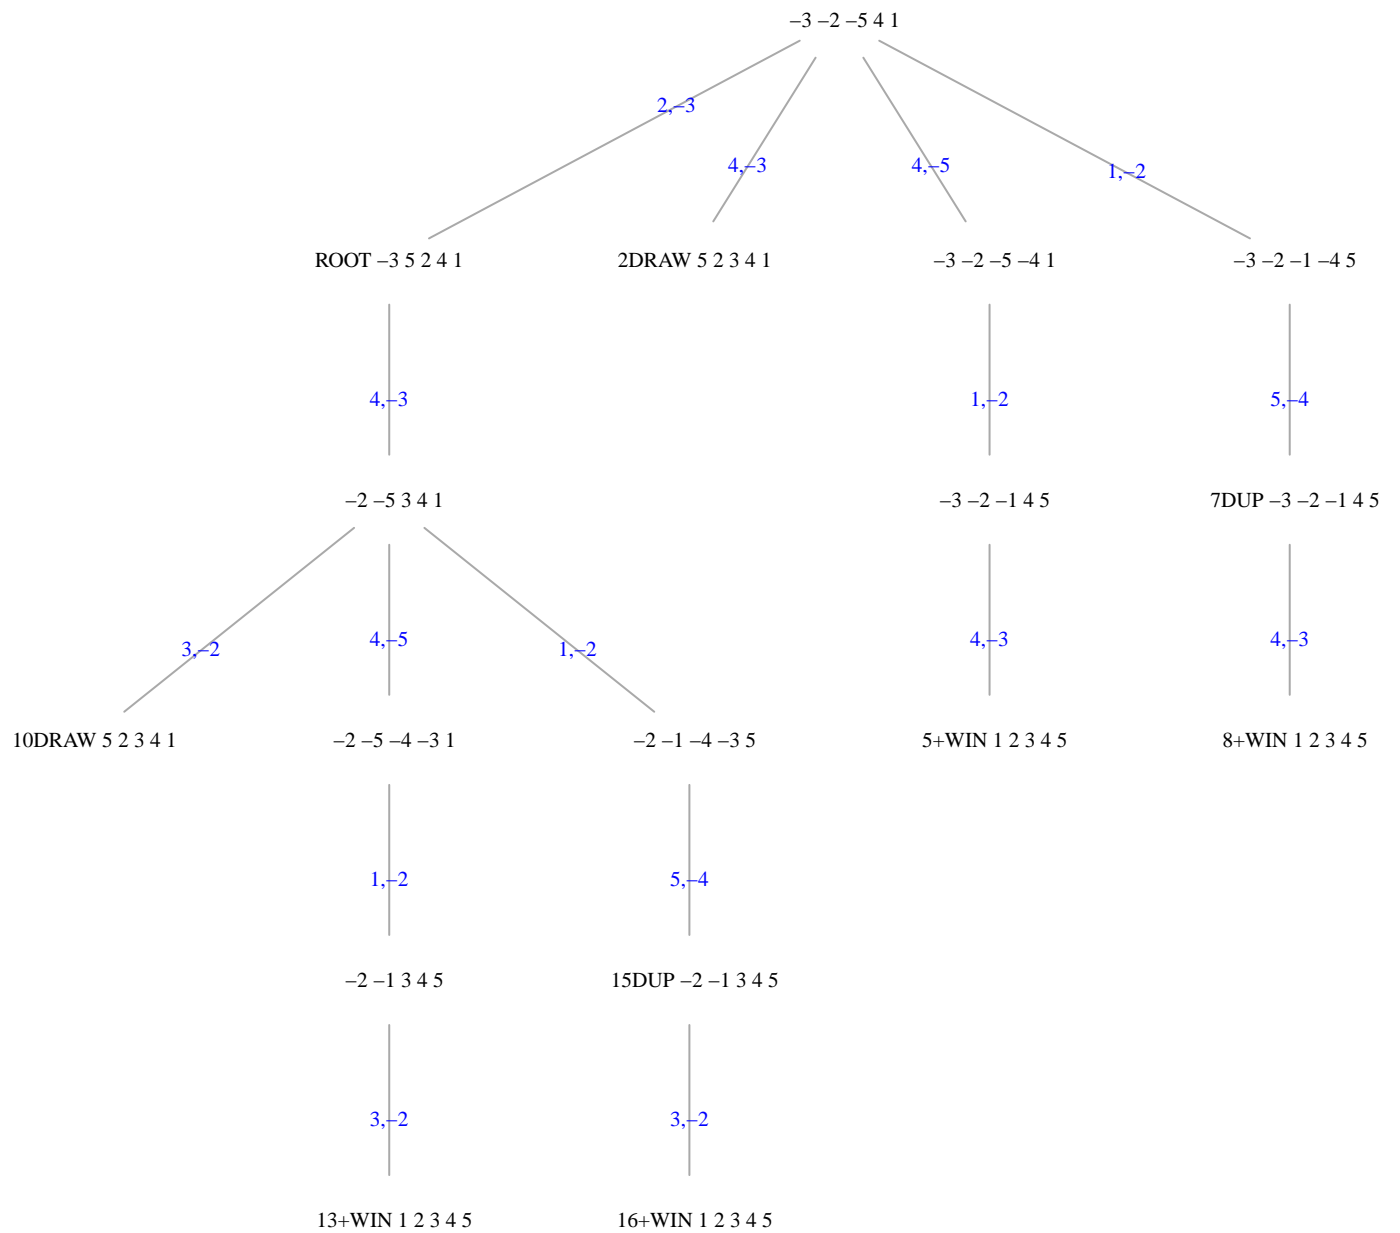 –3 –2 –5 4 1
2,–3
4,–3
4,–5
1,–2
ROOT –3 5 2 4 1
2DRAW 5 2 3 4 1
–3 –2 –5 –4 1
–3 –2 –1 –4 5
4,–3
1,–2
5,–4
–2 –5 3 4 1
–3 –2 –1 4 5
7DUP –3 –2 –1 4 5
3,–2
4,–5
1,–2
4,–3
4,–3
10DRAW 5 2 3 4 1
–2 –5 –4 –3 1
–2 –1 –4 –3 5
5+WIN 1 2 3 4 5
8+WIN 1 2 3 4 5
1,–2
5,–4
–2 –1 3 4 5
15DUP –2 –1 3 4 5
3,–2
3,–2
13+WIN 1 2 3 4 5
16+WIN 1 2 3 4 5